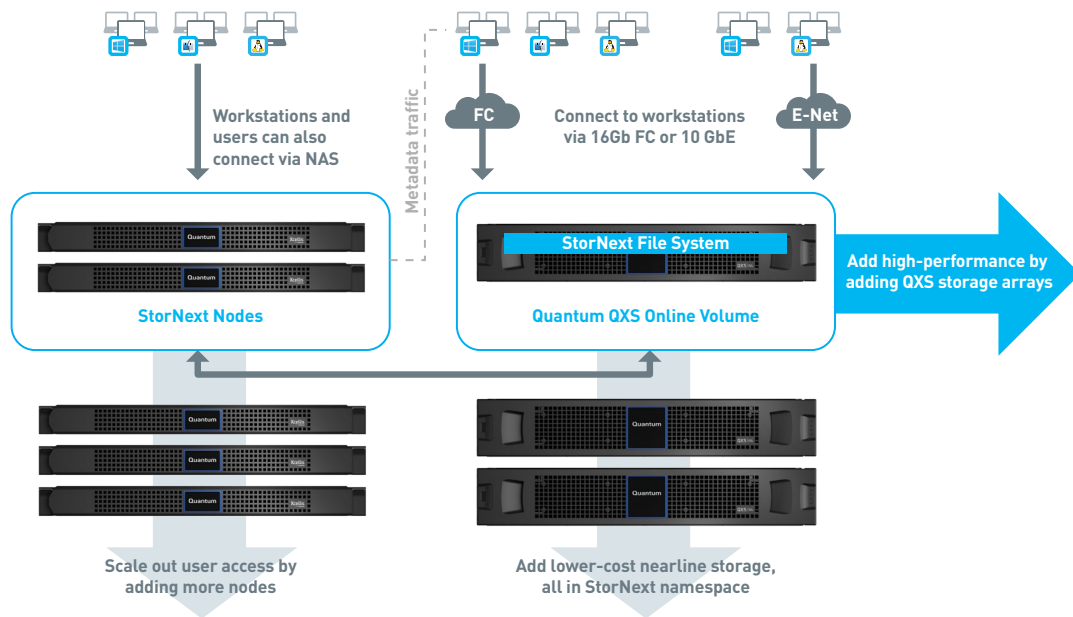 Workstations and
users can also
connect via NAS
Metadata traffic
FC
Connect to workstations
via 16Gb FC or 10 GbE
E-Net
Quantum
Quantum
StorNext Nodes
StorNext File System
Quantum QXS Online Volume
Add high-performance by
adding QXS storage arrays
Quantum
Quantum
Quantum
Quantum
Quantum
Scale out user access by
adding more nodes
Add lower-cost nearline storage,
all in StorNext namespace